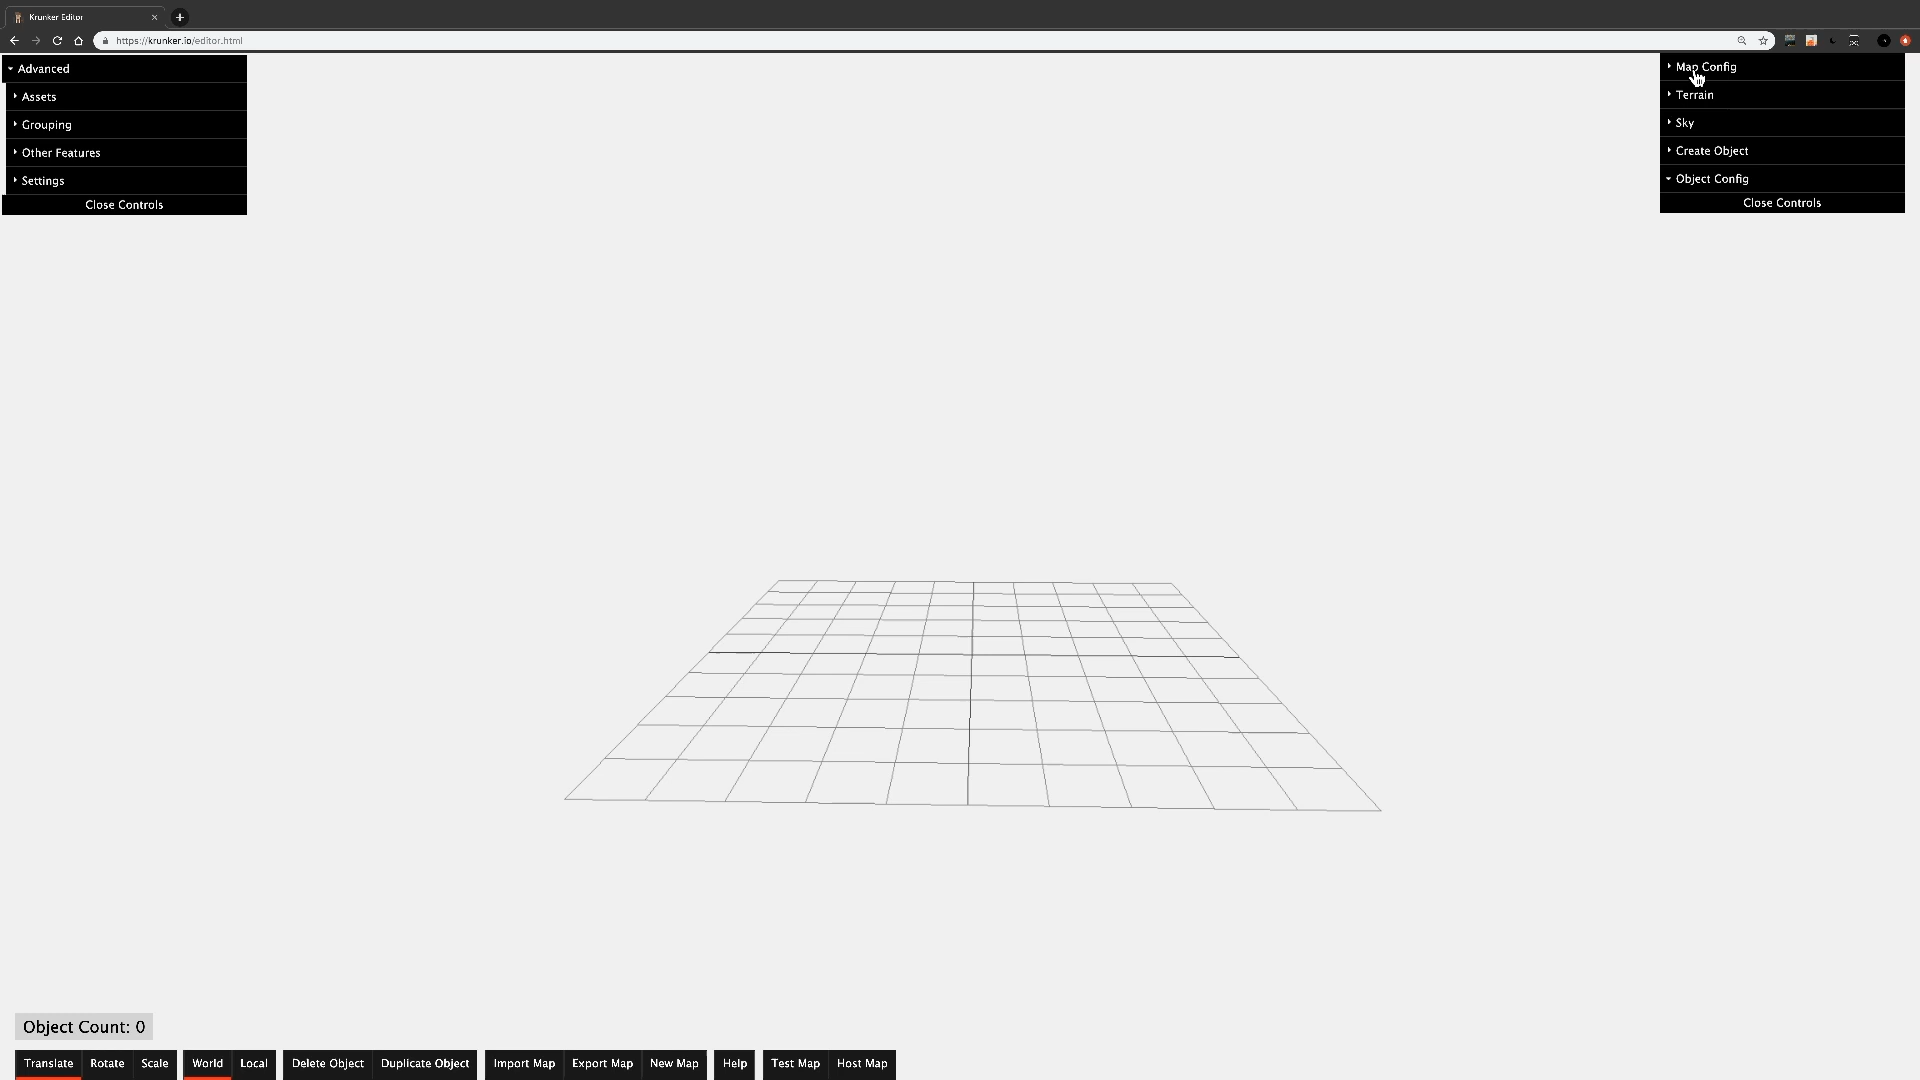 Krunker Editor
https://krunker.io/editor.html
Advanced
Assets
Grouping
Other Features
Settings
Close Controls
Map Config
Terrain
Sky
Create Object
Object Config
Close Controls
Object Count: 0
Translate Rotate Scale World Local Delete Object Duplicate Object Import Map Export Map New Map Help Test Map Host Map